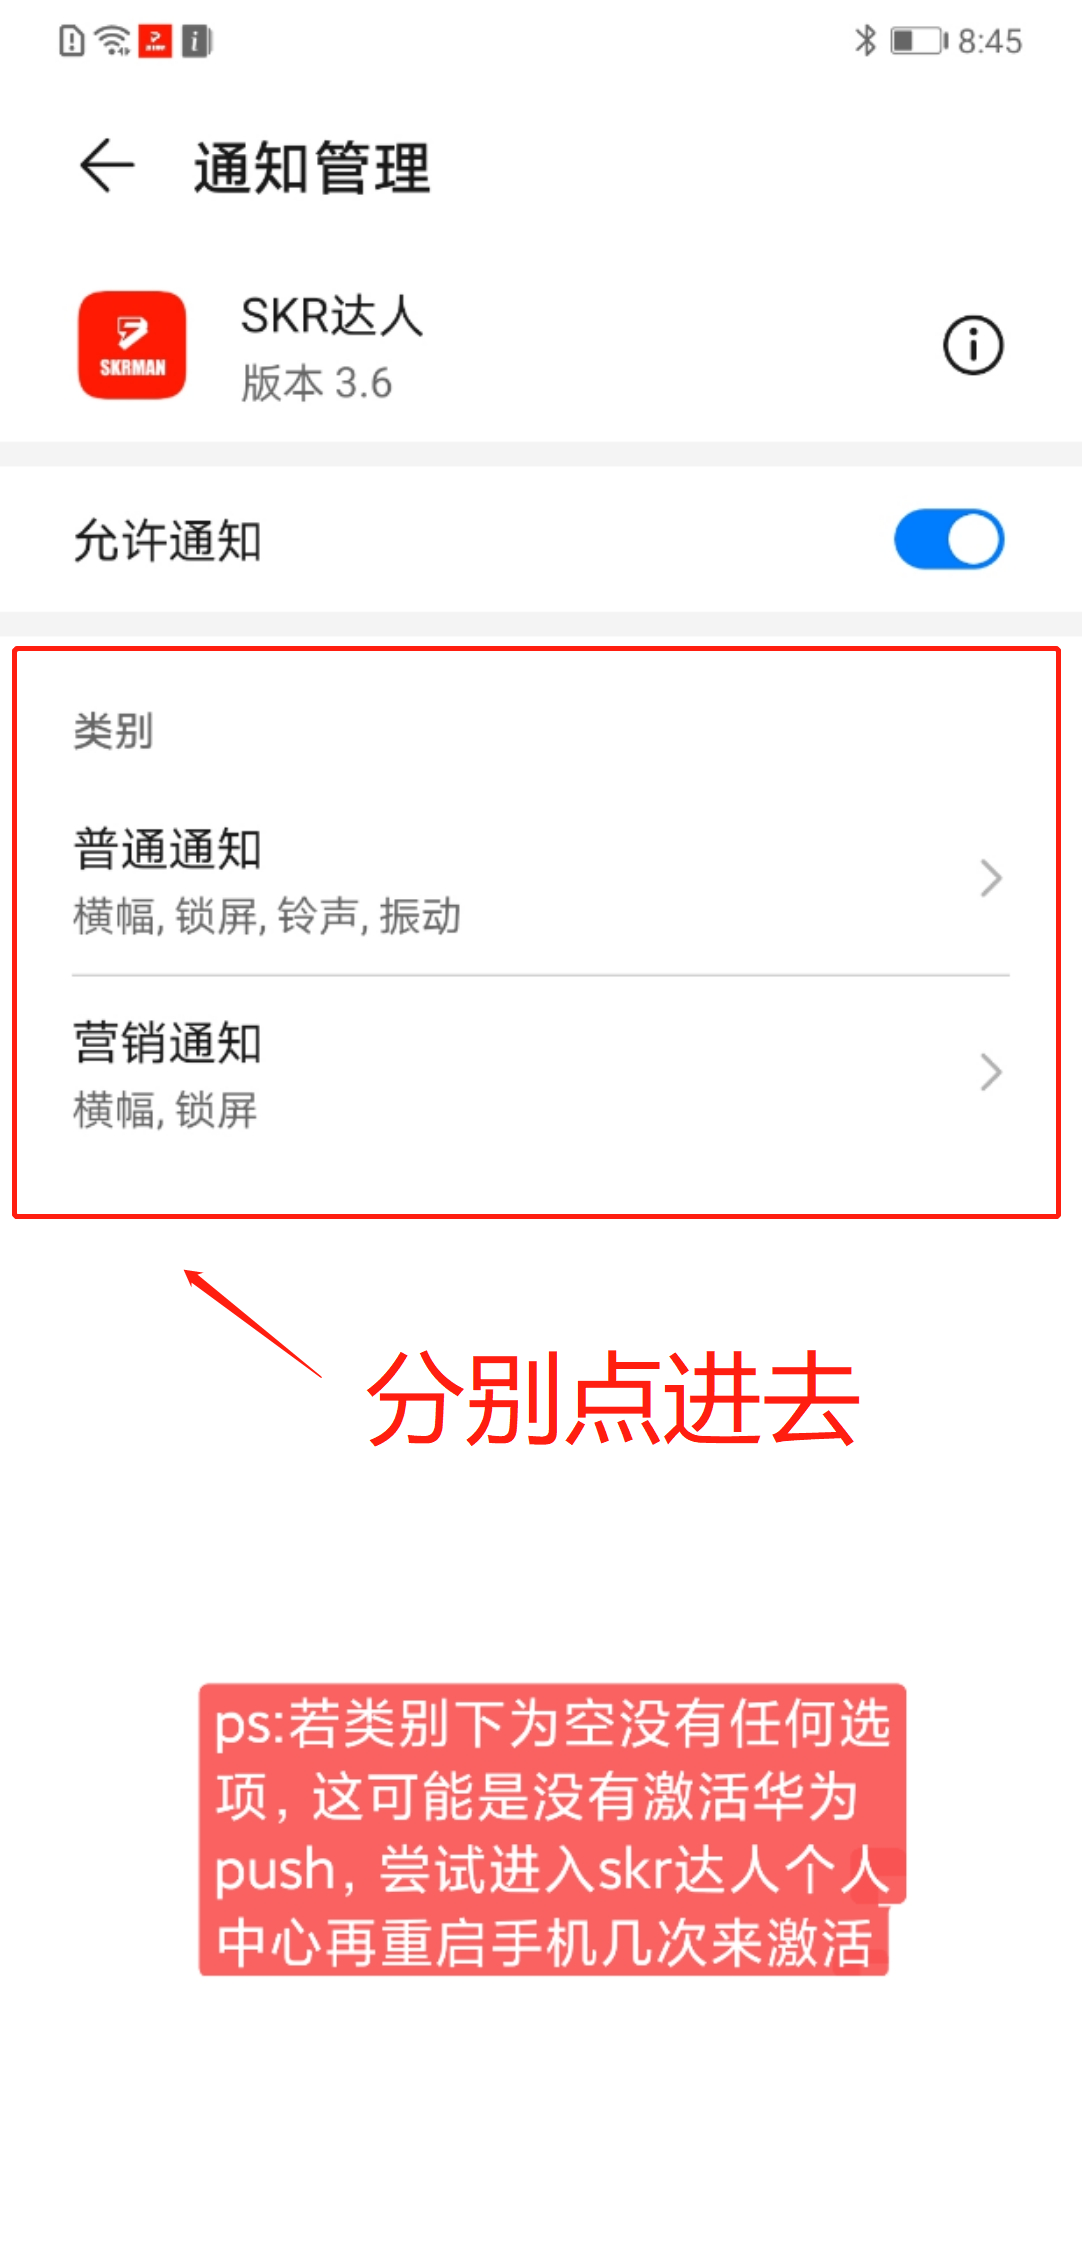 8:45
通知管理
SKR达人
SKRMAN
版本 3.6
允许通知
类别
普通通知
横幅, 锁屏, 铃声, 振动
营销通知
横幅, 锁屏
分别点进去
ps:若类别下为空没有任何选
项，这可能是没有激活华为
push，尝试进入skr达人个人
中心再重启手机几次来激活